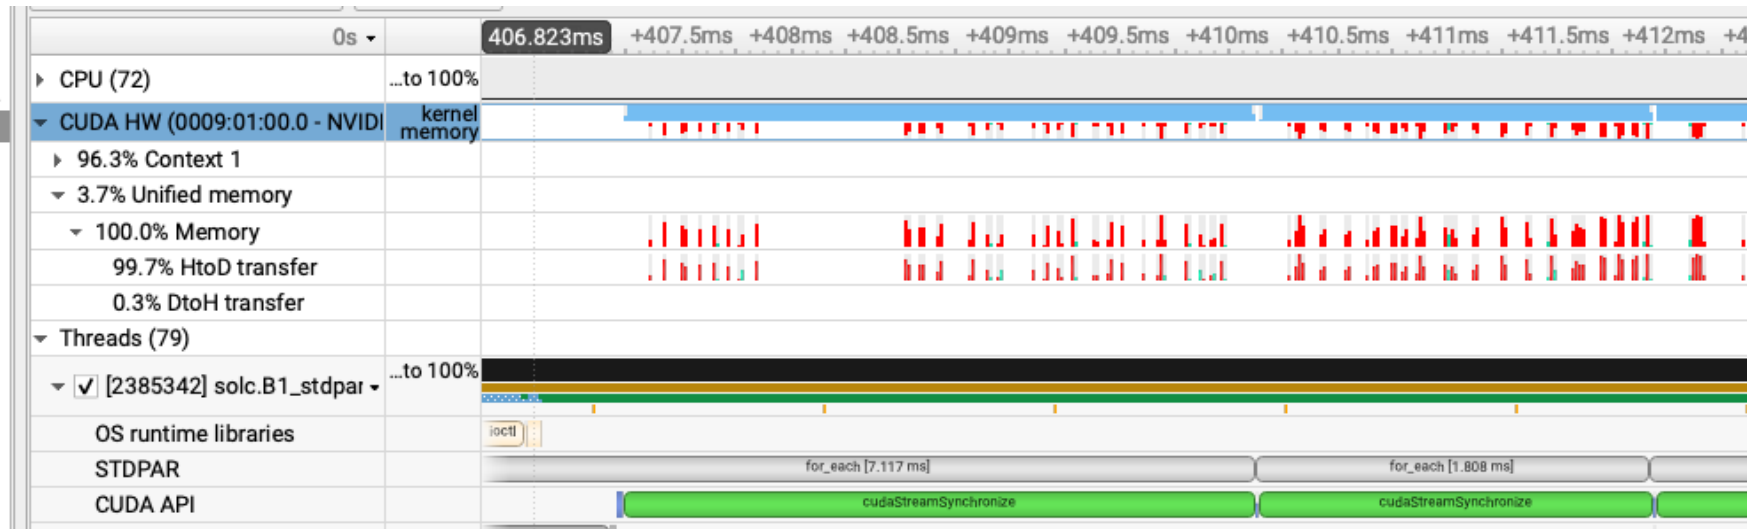 0s 406.823ms +407.5ms +408ms +408.5ms +409ms +409.5ms +410ms +410.5ms +411ms +411.5ms +412ms +4
CPU (72) ...to 100%
CUDA HW (0009:01:00.0 - NVIDI kernel
memory
96.3% Context 1
3.7% Unified memory
100.0% Memory
99.7% HtoD transfer
0.3% DtoH transfer
Threads (79)
[2385342] solc.B1_stdpar ...to 100%
OS runtime libraries ioctl
STDPAR for_each [7.117 ms] for_each [1.808 ms]
CUDA API cudaStreamSynchronize cudaStreamSynchronize